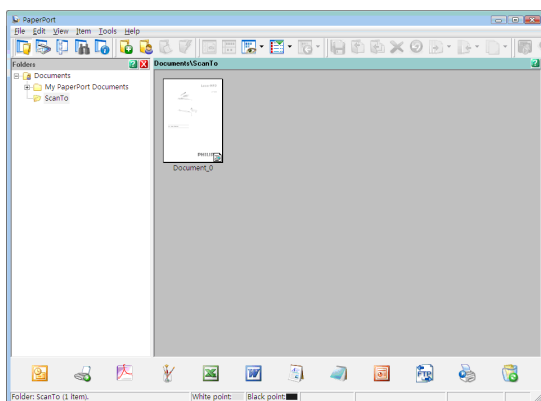 PaperPort
File Edit View Item Tools Help
Folders
Documents\ScanTo
Documents
My PaperPort Documents
ScanTo
PHILIPS
Document_0
FTP
Folder: ScanTo (1 item).
White point:
Black point: